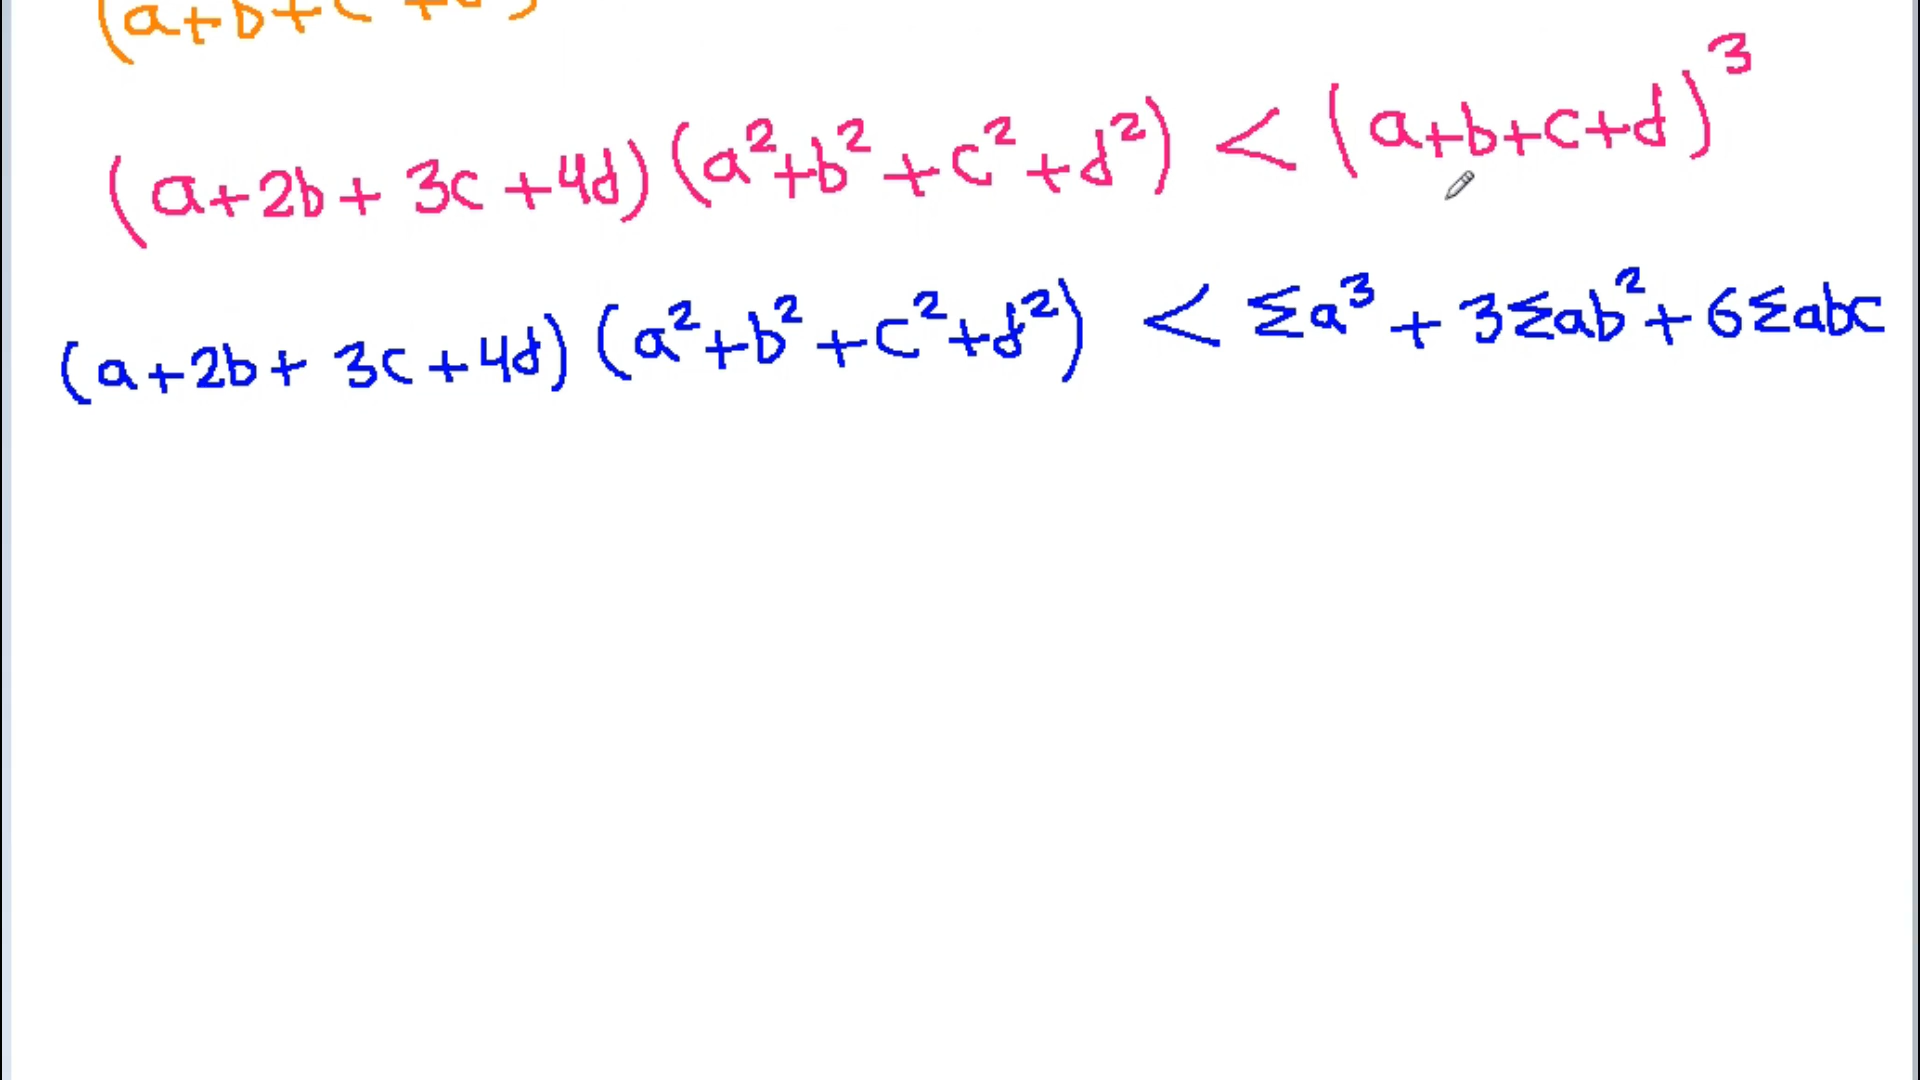 (a+b+c+d)
(a+2b+3c+4d)(a²+b²+c²+d²) < (a+b+c+d)³
(a+2b+3c+4d)(a²+b²+c²+d²) < Σa³+3Σab²+6Σabc